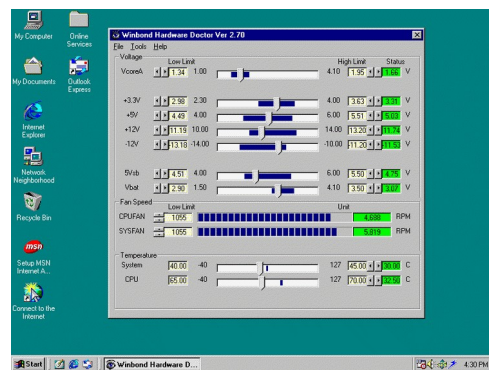 My Computer
Online
Services
My Documents
Outlook
Express
Internet
Explorer
Network
Neighborhood
Recycle Bin
msn
Setup MSN
Internet A...
Connect to the
Internet
Winbond Hardware Doctor Ver 2.70
File Tools Help
Voltage
Low Limit High Limit Status
VcoreA 1.34 1.00 4.10 1.95 1.66 V
+3.3V 2.98 2.30 4.00 3.63 3.31 V
+5V 4.49 4.00 6.00 5.51 5.03 V
+12V 11.19 10.00 14.00 13.20 +11.74 V
-12V -13.18 -14.00 -10.00 -11.20 -11.53 V
5Vsb 4.51 4.00 6.00 5.50 4.75 V
Vbat 2.90 1.50 4.10 3.50 3.07 V
Fan Speed
Low Limit Unit
CPUFAN 1055 4,688 RPM
SYSFAN 1055 5,819 RPM
Temperature
System 40.00 -40 127 45.00 30.00 C
CPU 65.00 -40 127 70.00 32.50 C
Start Winbond Hardware D... 4:30 PM